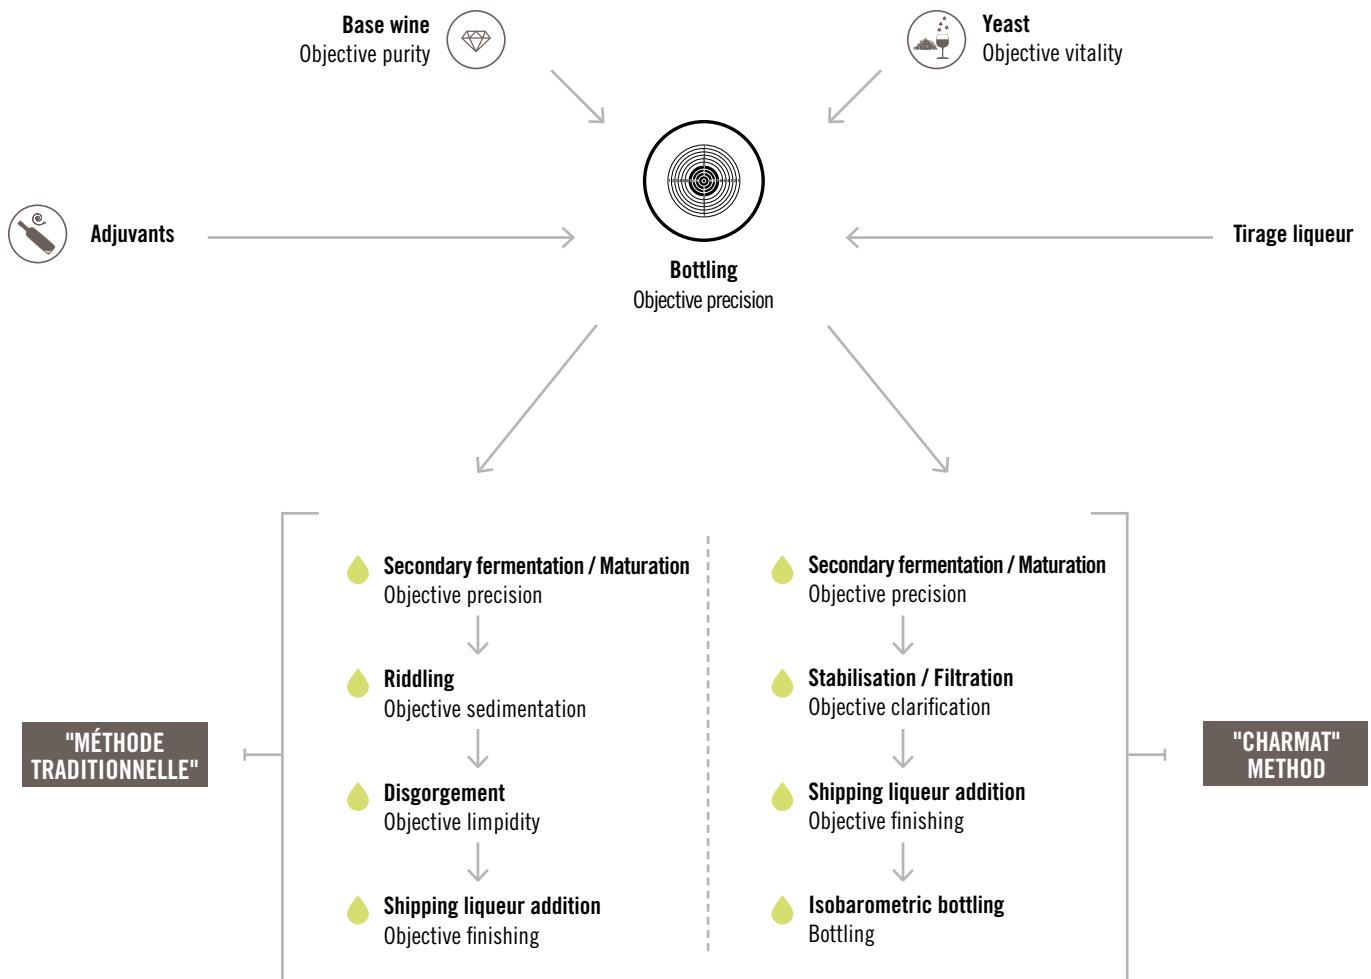 Base wine
Objective purity
Yeast
Objective vitality
Adjuvants
Tirage liqueur
Bottling
Objective precision
"MÉTHODE
TRADITIONNELLE"
Secondary fermentation / Maturation
Objective precision
Riddling
Objective sedimentation
Disgorgement
Objective limpidity
Shipping liqueur addition
Objective finishing
Secondary fermentation / Maturation
Objective precision
Stabilisation / Filtration
Objective clarification
Shipping liqueur addition
Objective finishing
Isobarometric bottling
Bottling
"CHARMAT"
METHOD